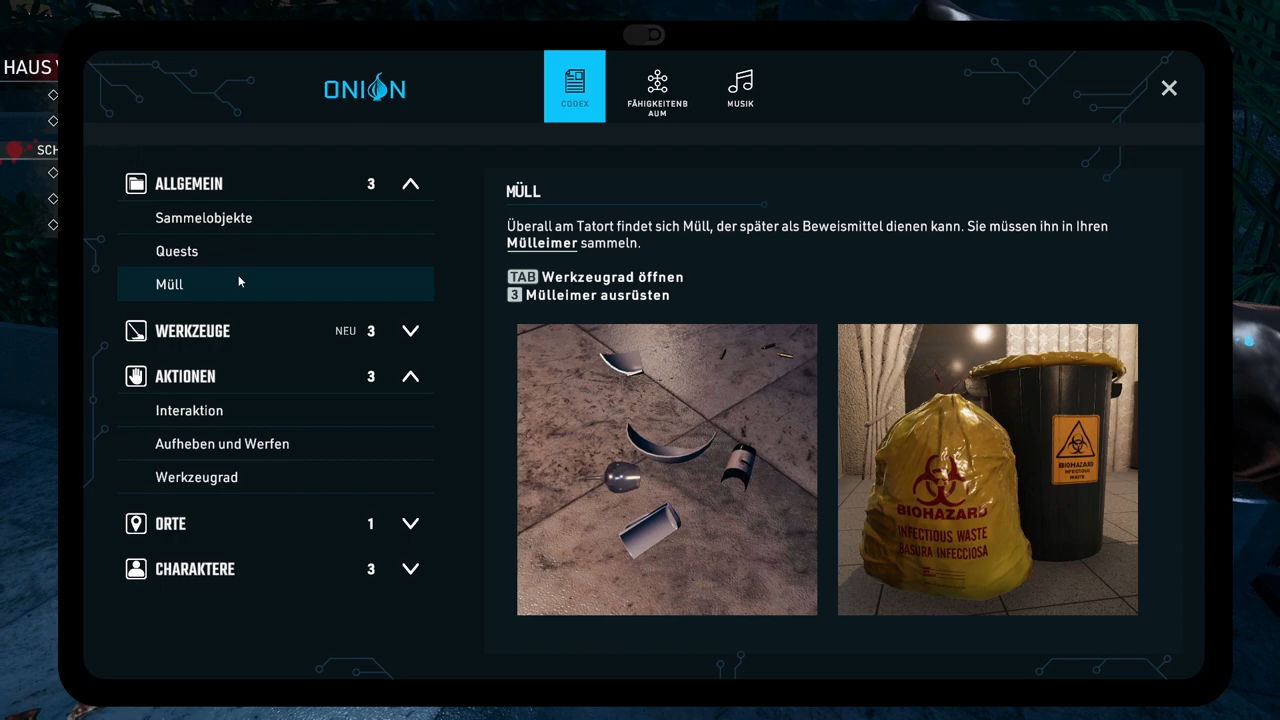 HAUS
SCH
ONION
CODEX
FÄHIGKEITENB
AUM
MUSIK
ALLGEMEIN 3
Sammelobjekte
Quests
Müll
WERKZEUGE NEU 3
AKTIONEN 3
Interaktion
Aufheben und Werfen
Werkzeugrad
ORTE 1
CHARAKTERE 3
MÜLL
Überall am Tatort findet sich Müll, der später als Beweismittel dienen kann. Sie müssen ihn in Ihren
Mülleimer sammeln.
TAB Werkzeugrad öffnen
3 Mülleimer ausrüsten
BIOHAZARD
INFECTIOUS WASTE
BASURA INFECCIOSA
BIOHAZARD
INFECTIOUS
WASTE